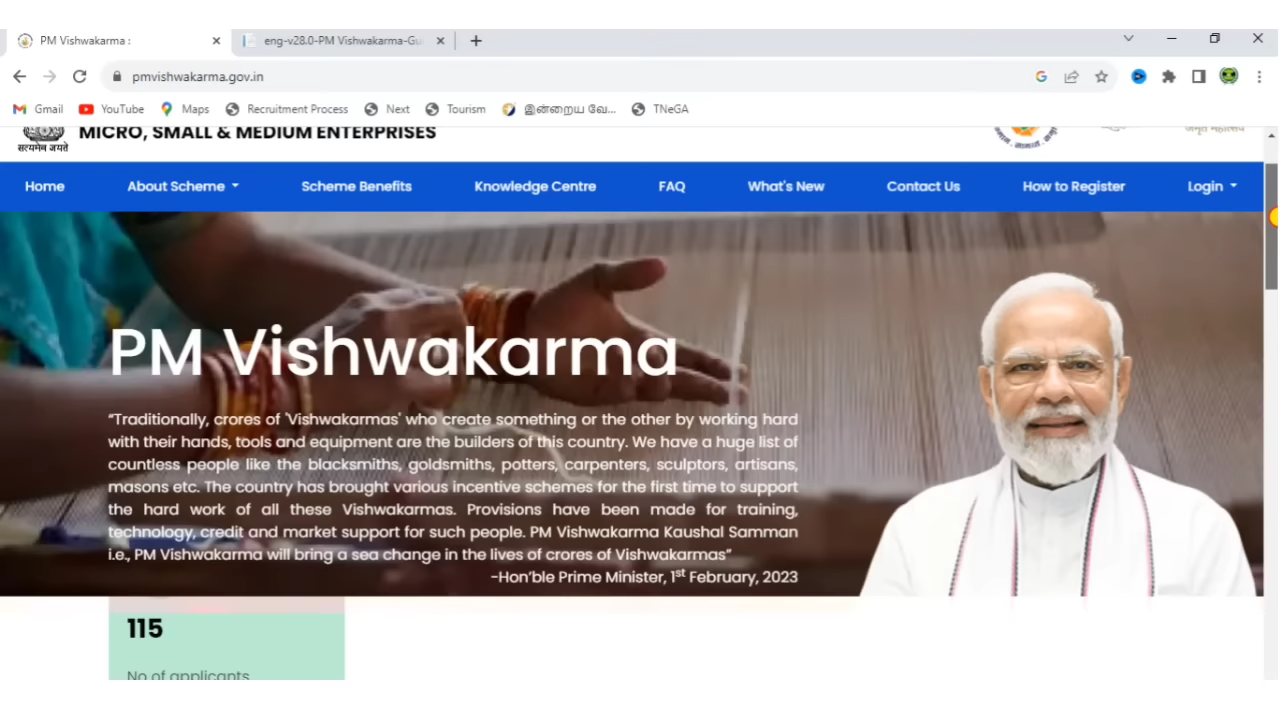 PM Vishwakarma :
eng-v28.0-PM Vishwakarma-Gu
pmvishwakarma.gov.in
Gmail YouTube Maps Recruitment Process Next Tourism இன்றைய வே... TNeGA
MICRO, SMALL & MEDIUM ENTERPRISES
सत्यमेव जयते
Home About Scheme Scheme Benefits Knowledge Centre FAQ What's New Contact Us How to Register Login
PM Vishwakarma
“Traditionally, crores of 'Vishwakarmas' who create something or the other by working hard
with their hands, tools and equipment are the builders of this country. We have a huge list of
countless people like the blacksmiths, goldsmiths, potters, carpenters, sculptors, artisans,
masons etc. The country has brought various incentive schemes for the first time to support
the hard work of all these Vishwakarmas. Provisions have been made for training,
technology, credit and market support for such people. PM Vishwakarma Kaushal Samman
i.e., PM Vishwakarma will bring a sea change in the lives of crores of Vishwakarmas”
-Hon'ble Prime Minister, 1st February, 2023
115
No of applicants